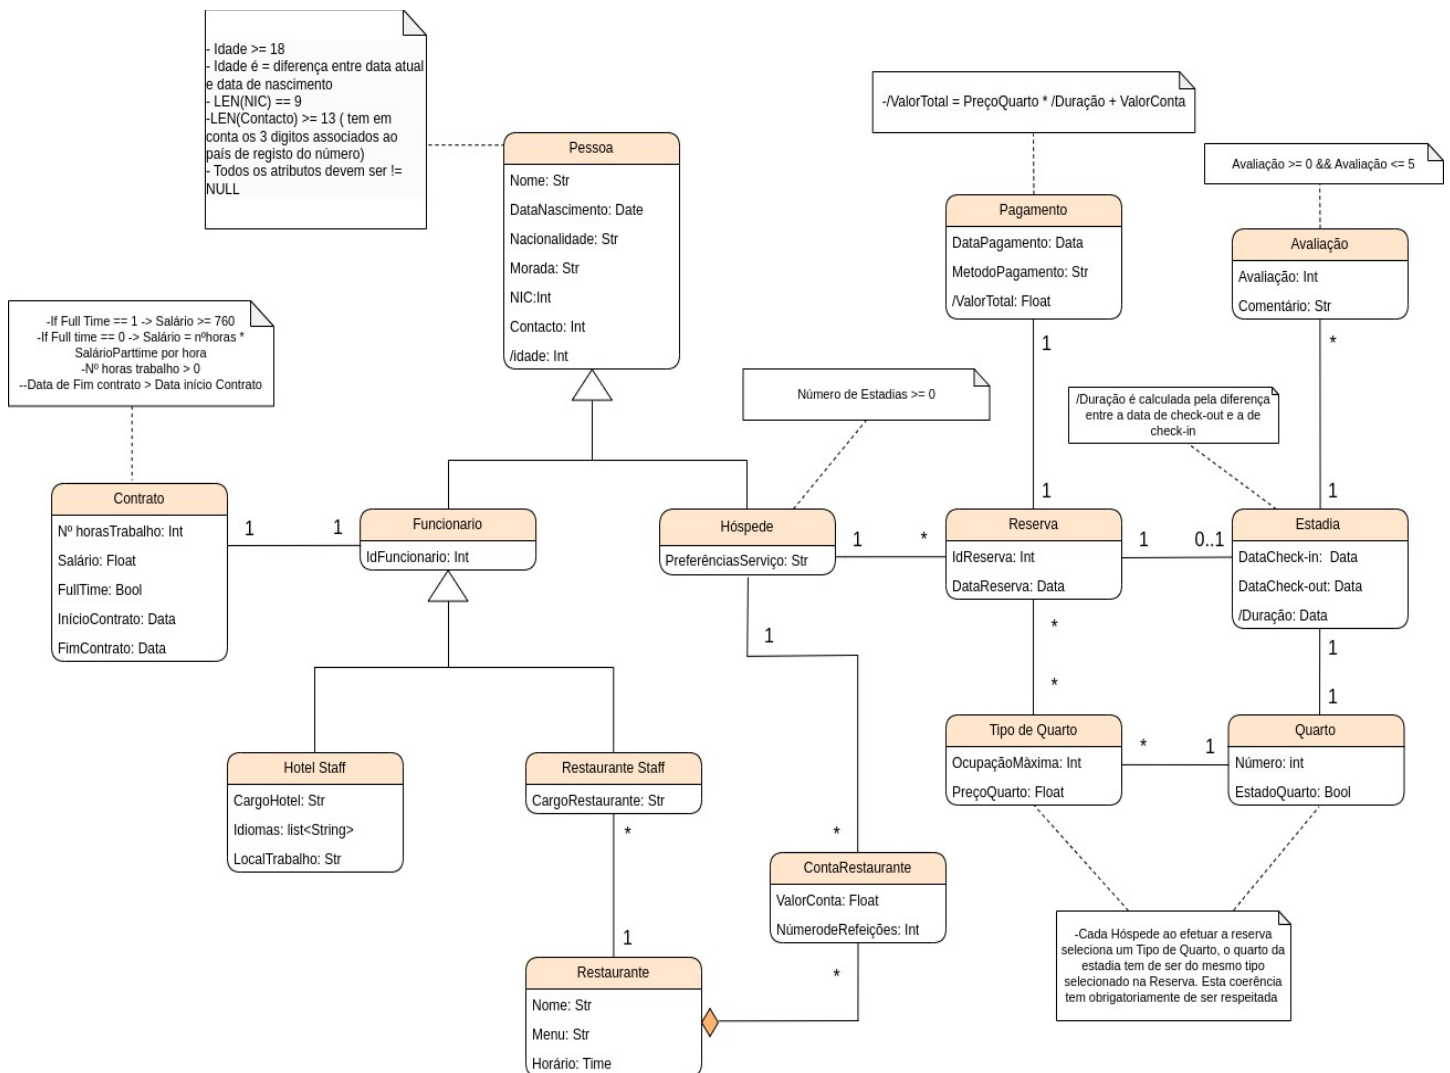 - Idade >= 18
- Idade é = diferença entre data atual
e data de nascimento
- LEN(NIC) == 9
-LEN(Contacto) >= 13 ( tem em
conta os 3 digitos associados ao
país de registo do número)
- Todos os atributos devem ser !=
NULL
-/ValorTotal = PreçoQuarto * /Duração + ValorConta
Avaliação >= 0 && Avaliação <= 5
Pessoa
Nome: Str
DataNascimento: Date
Nacionalidade: Str
Morada: Str
NIC:Int
Contacto: Int
/idade: Int
Pagamento
DataPagamento: Data
MetodoPagamento: Str
/ValorTotal: Float
1
1
Avaliação
Avaliação: Int
Comentário: Str
*
1
-If Full Time == 1 -> Salário >= 760
-If Full time == 0 -> Salário = nºhoras *
SalárioParttime por hora
-Nº horas trabalho > 0
--Data de Fim contrato > Data início Contrato
Número de Estadias >= 0
/Duração é calculada pela diferença
entre a data de check-out e a de
check-in
Contrato
Nº horasTrabalho: Int
Salário: Float
FullTime: Bool
InícioContrato: Data
FimContrato: Data
1
1
Funcionario
IdFuncionario: Int
Hóspede
PreferênciasServiço: Str
1
*
Reserva
IdReserva: Int
DataReserva: Data
1
0..1
Estadia
DataCheck-in:  Data
DataCheck-out: Data
/Duração: Data
1
*
*
1
1
Hotel Staff
CargoHotel: Str
Idiomas: list<String>
LocalTrabalho: Str
Restaurante Staff
CargoRestaurante: Str
*
1
Tipo de Quarto
OcupaçãoMàxima: Int
PreçoQuarto: Float
*
1
Quarto
Número: int
EstadoQuarto: Bool
*
ContaRestaurante
ValorConta: Float
NúmerodeRefeições: Int
*
-Cada Hóspede ao efetuar a reserva
seleciona um Tipo de Quarto, o quarto da
estadia tem de ser do mesmo tipo
selecionado na Reserva. Esta coerência
tem obrigatoriamente de ser respeitada
Restaurante
Nome: Str
Menu: Str
Horário: Time